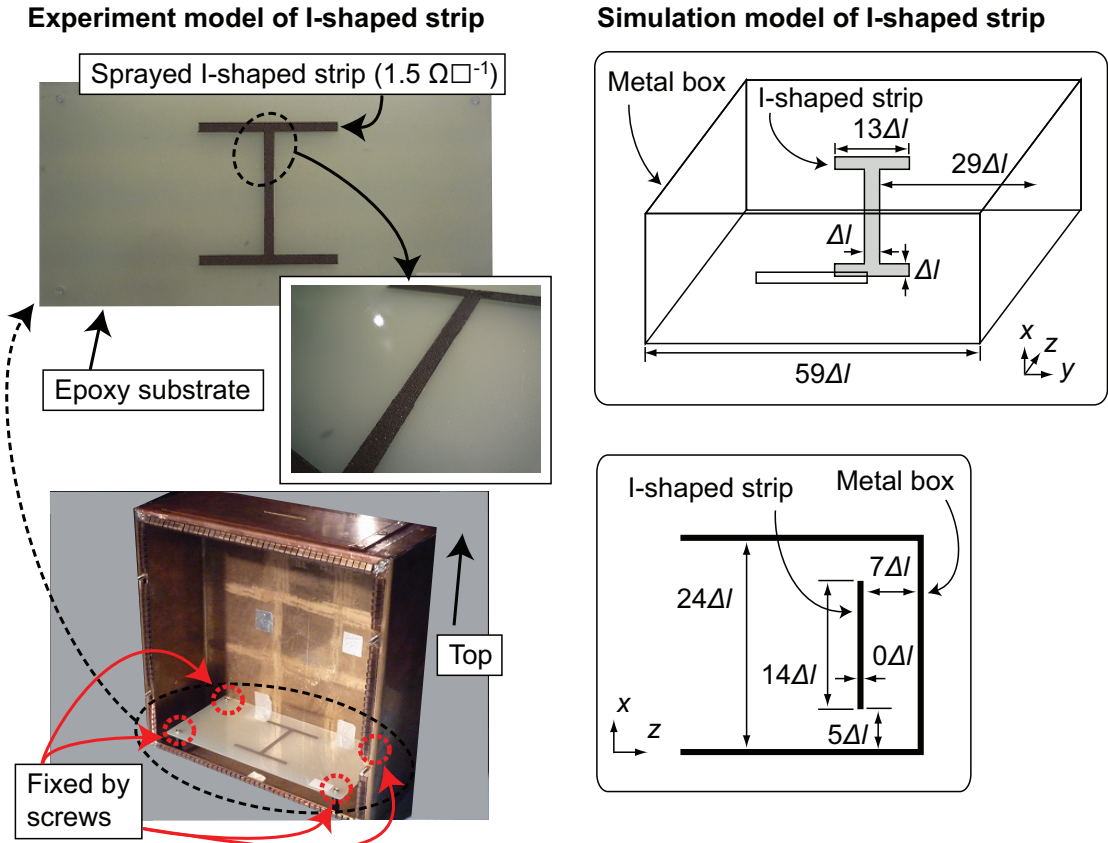 Experiment model of I-shaped strip
Sprayed I-shaped strip (1.5 Ω□⁻¹)
Epoxy substrate
Top
Fixed by
screws
Simulation model of I-shaped strip
Metal box
I-shaped strip
13Δl
29Δl
Δl
Δl
59Δl
x
z
y
I-shaped strip
Metal box
7Δl
24Δl
0Δl
14Δl
5Δl
x
z